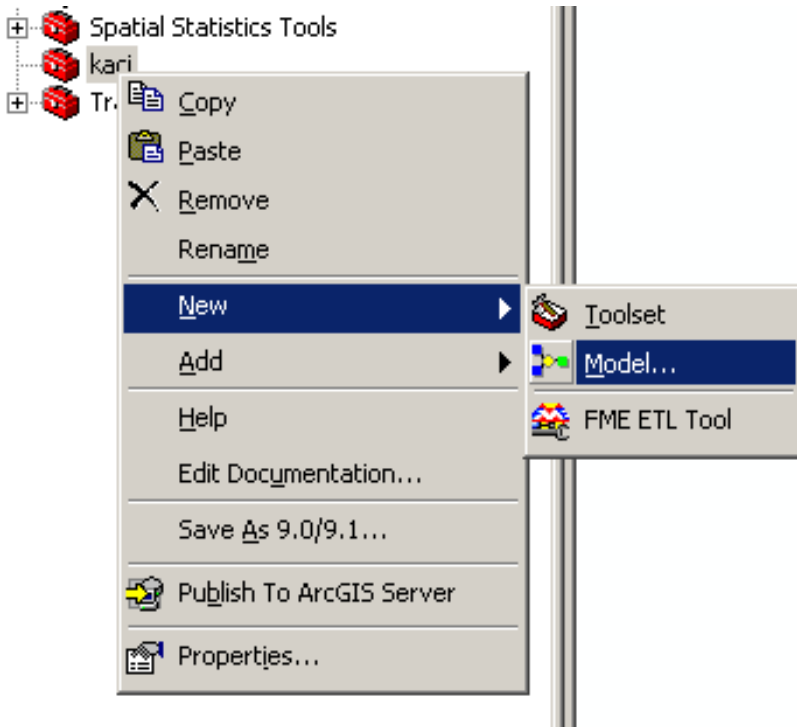 Spatial Statistics Tools
kaci
Tr
Copy
Paste
Remove
Rename
New
Toolset
Add
Model...
Help
FME ETL Tool
Edit Documentation...
Save As 9.0/9.1...
Publish To ArcGIS Server
Properties...